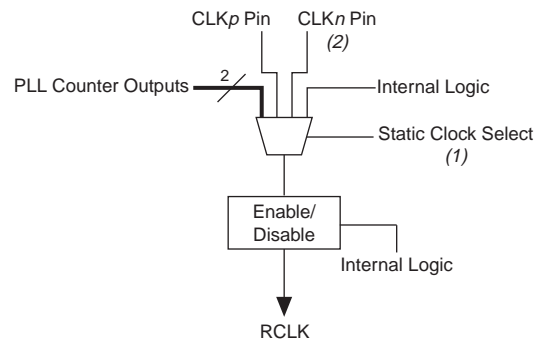 CLKp Pin
CLKn Pin
(2)
PLL Counter Outputs
2
Internal Logic
Static Clock Select
(1)
Enable/
Disable
Internal Logic
RCLK